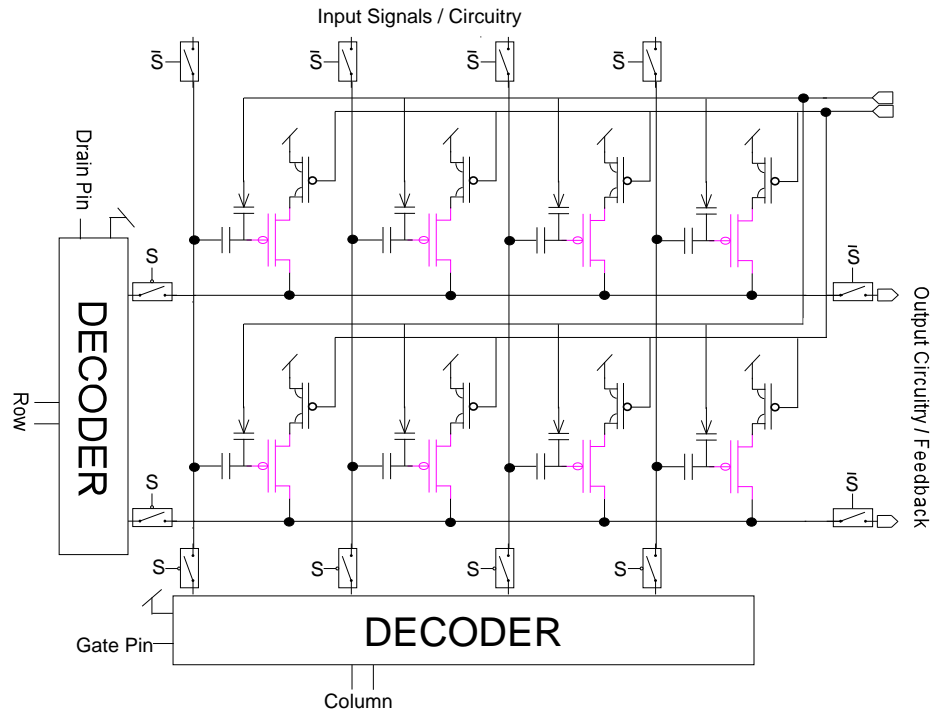 Input Signals / Circuitry
S̄
S̄
S̄
S̄
Drain Pin
S
S̄
DECODER
Row
Output Circuitry / Feedback
S
S̄
S
S
S
S
Gate Pin
DECODER
Column